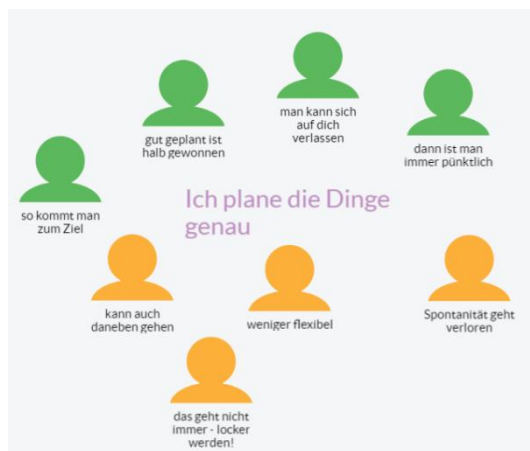 man kann sich
auf dich
verlassen
gut geplant ist
halb gewonnen
dann ist man
immer pünktlich
so kommt man
zum Ziel
Ich plane die Dinge
genau
kann auch
daneben gehen
weniger flexibel
Spontanität geht
verloren
das geht nicht
immer - locker
werden!